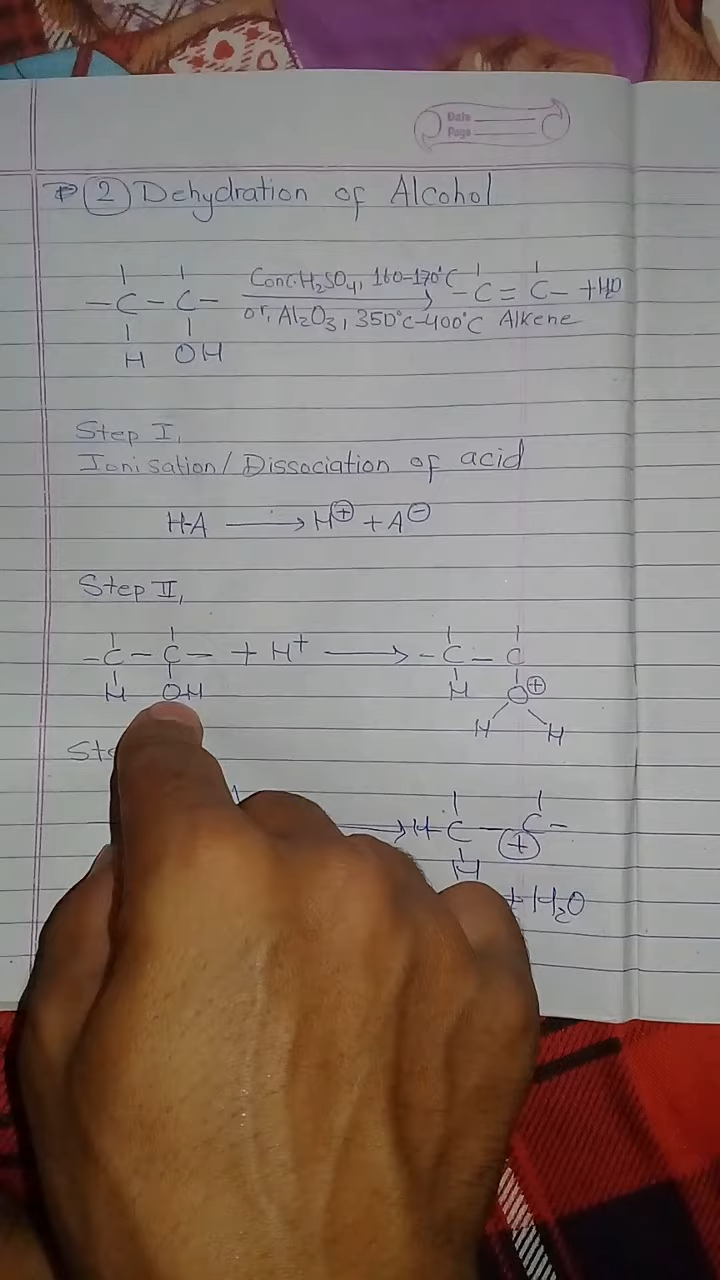 Date
Page
② Dehydration of Alcohol
| |
Conc. H₂SO₄, 160-170°C
-C-C- ⟶ -C=C- + H₂O
or, Al₂O₃, 350°C-400°C Alkene
H OH
Step I,
Ionisation/Dissociation of acid
H-A ⟶ H⊕ + A⊖
Step II,
-C-C- + H⁺ ⟶ -C-C
H OH H O⊕
H H
Ste
⟶ H-C-C-
⊕
H
+ H₂O